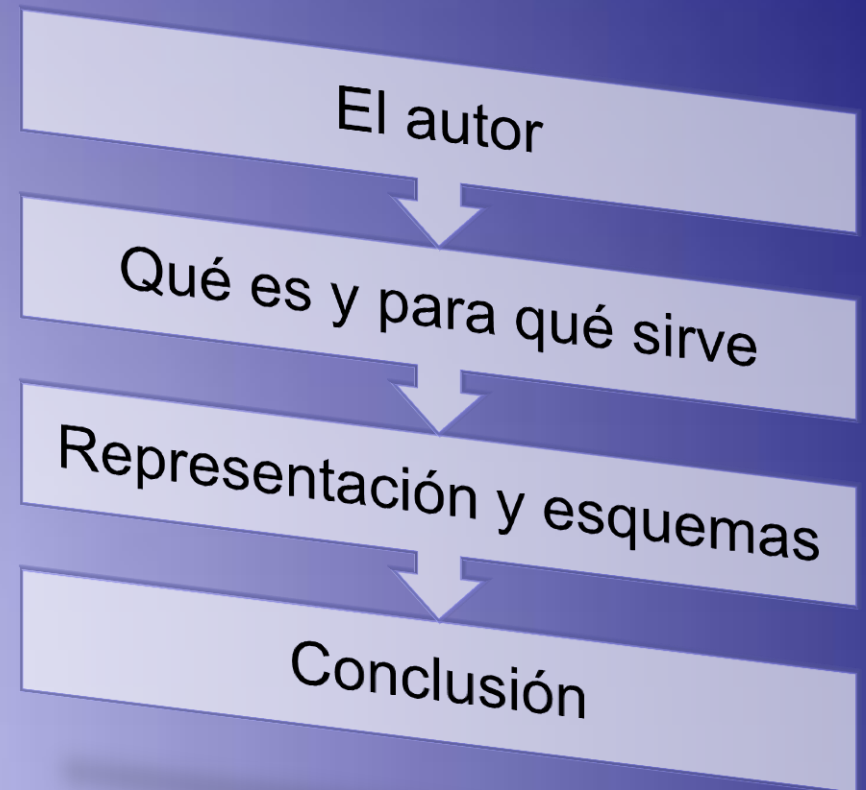 El autor
Qué es y para qué sirve
Representación y esquemas
Conclusión